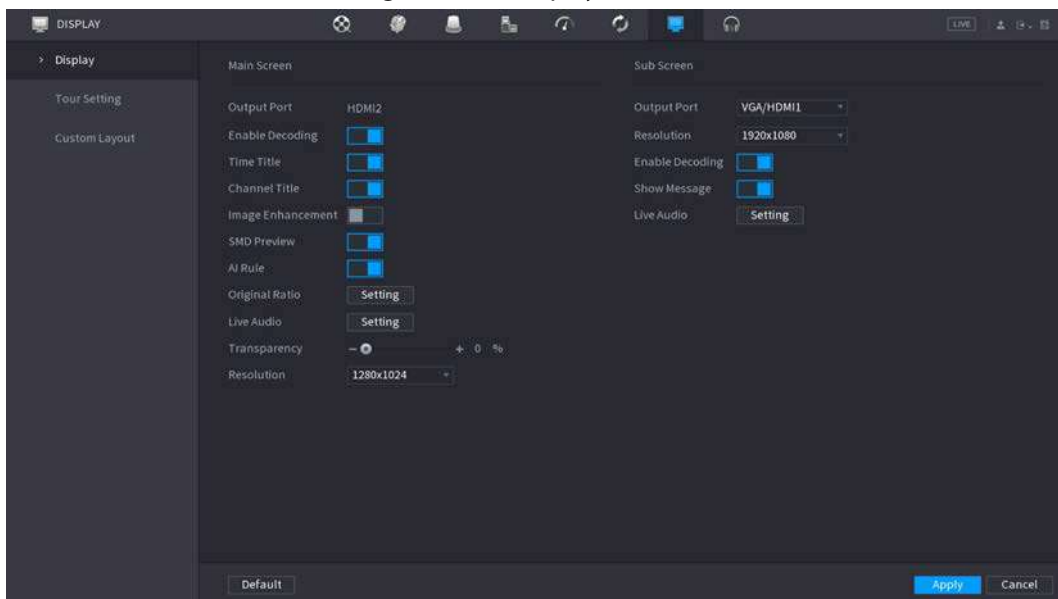 DISPLAY
LIVE
Display
Tour Setting
Custom Layout
Main Screen
Output Port HDMI2
Enable Decoding
Time Title
Channel Title
Image Enhancement
SMD Preview
AI Rule
Original Ratio Setting
Live Audio Setting
Transparency - + 0 %
Resolution 1280x1024
Sub Screen
Output Port VGA/HDMI1
Resolution 1920x1080
Enable Decoding
Show Message
Live Audio Setting
Default
Apply
Cancel